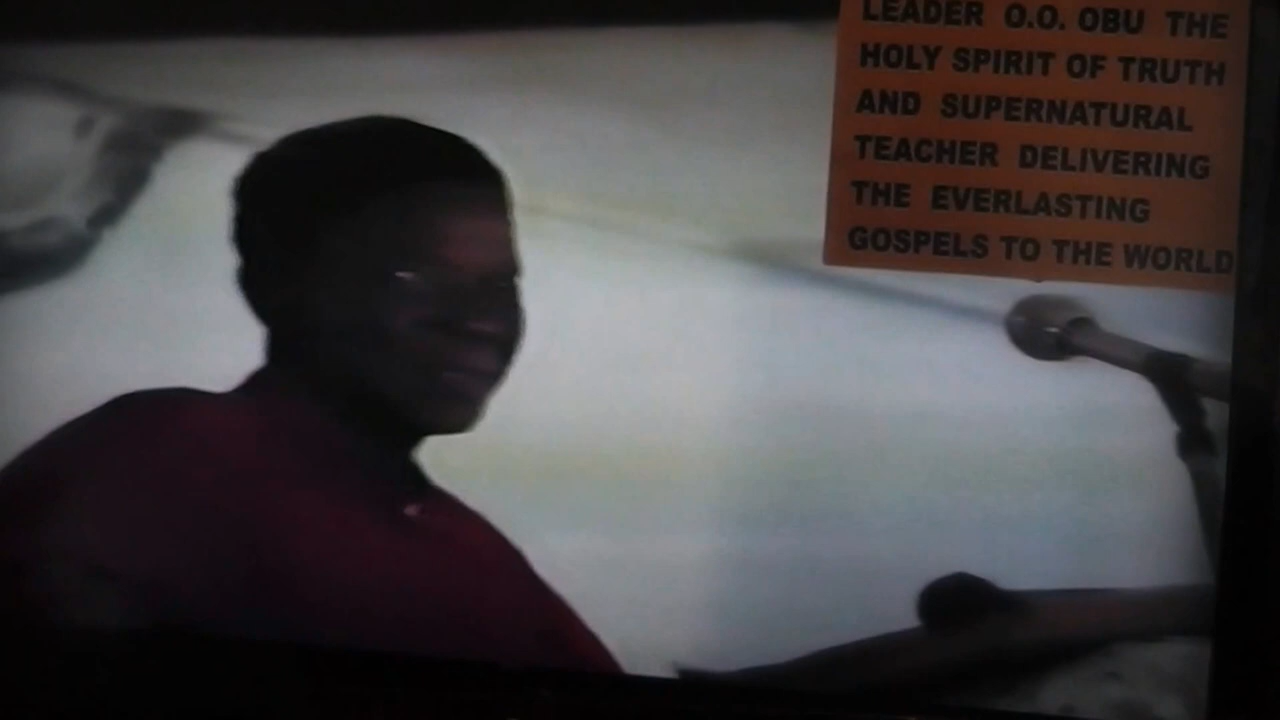 LEADER O.O. OBU THE
HOLY SPIRIT OF TRUTH
AND SUPERNATURAL
TEACHER DELIVERING
THE EVERLASTING
GOSPELS TO THE WORLD